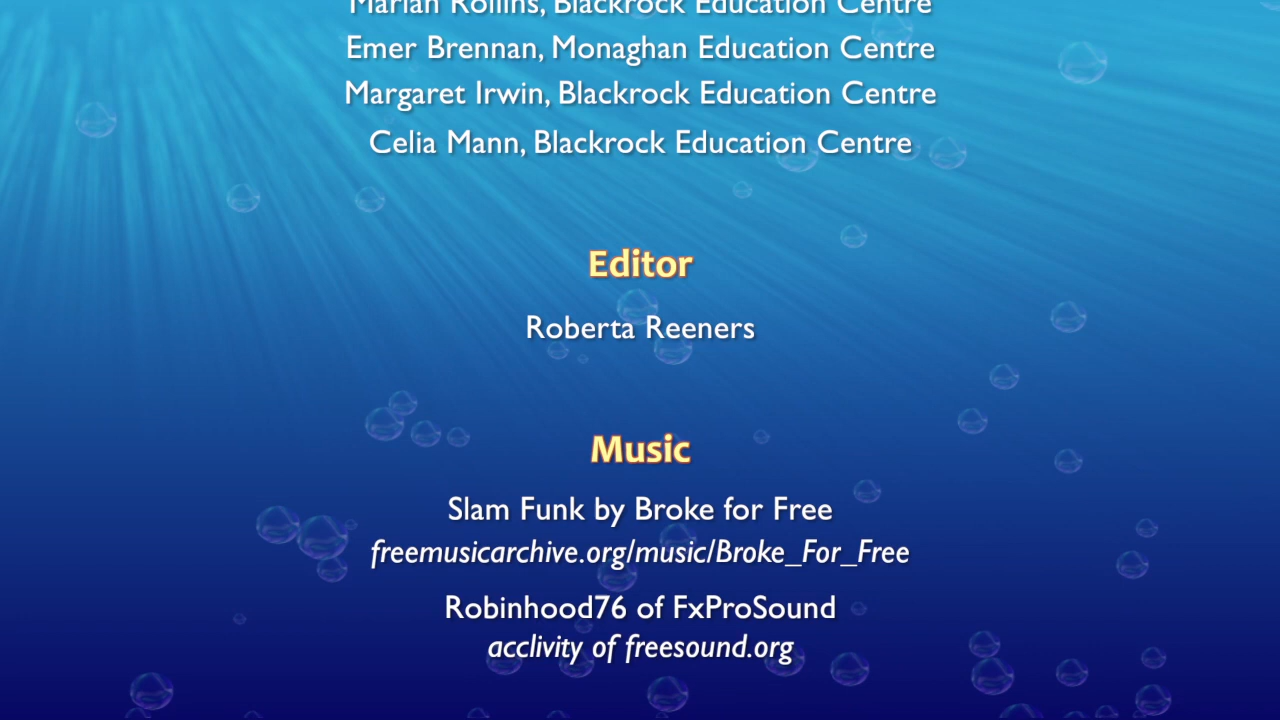 Marian Rollins, Blackrock Education Centre
Emer Brennan, Monaghan Education Centre
Margaret Irwin, Blackrock Education Centre
Celia Mann, Blackrock Education Centre
Editor
Roberta Reeners
Music
Slam Funk by Broke for Free
freemusicarchive.org/music/Broke_For_Free
Robinhood76 of FxProSound
acclivity of freesound.org